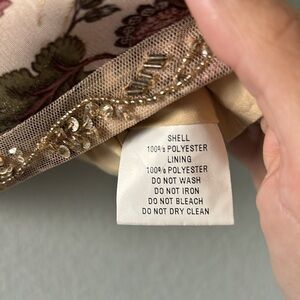 SHELL
100% POLYESTER
LINING
100% POLYESTER
DO NOT WASH
DO NOT IRON
DO NOT BLEACH
DO NOT DRY CLEAN